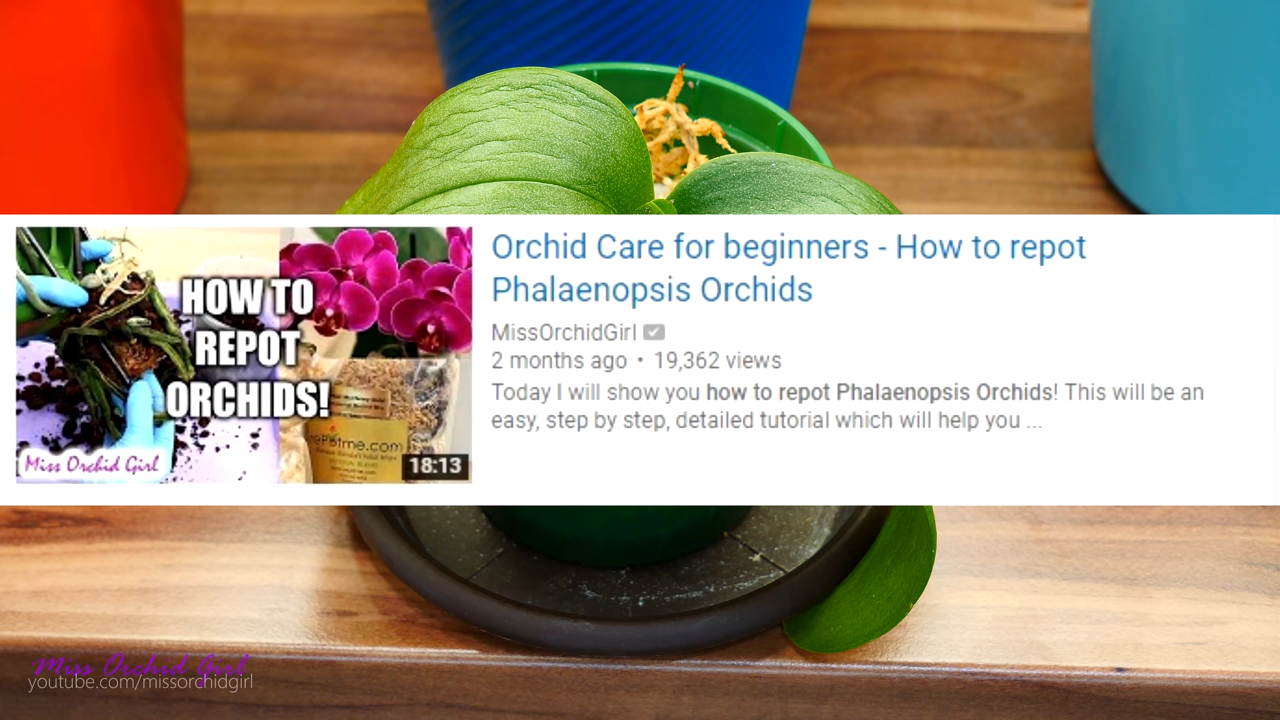 HOW TO
REPOT
ORCHIDS!
rePotme.com
Miss Orchid Girl
18:13
Orchid Care for beginners - How to repot
Phalaenopsis Orchids
MissOrchidGirl
2 months ago • 19,362 views
Today I will show you how to repot Phalaenopsis Orchids! This will be an
easy, step by step, detailed tutorial which will help you ...
Miss Orchid Girl
youtube.com/missorchidgirl